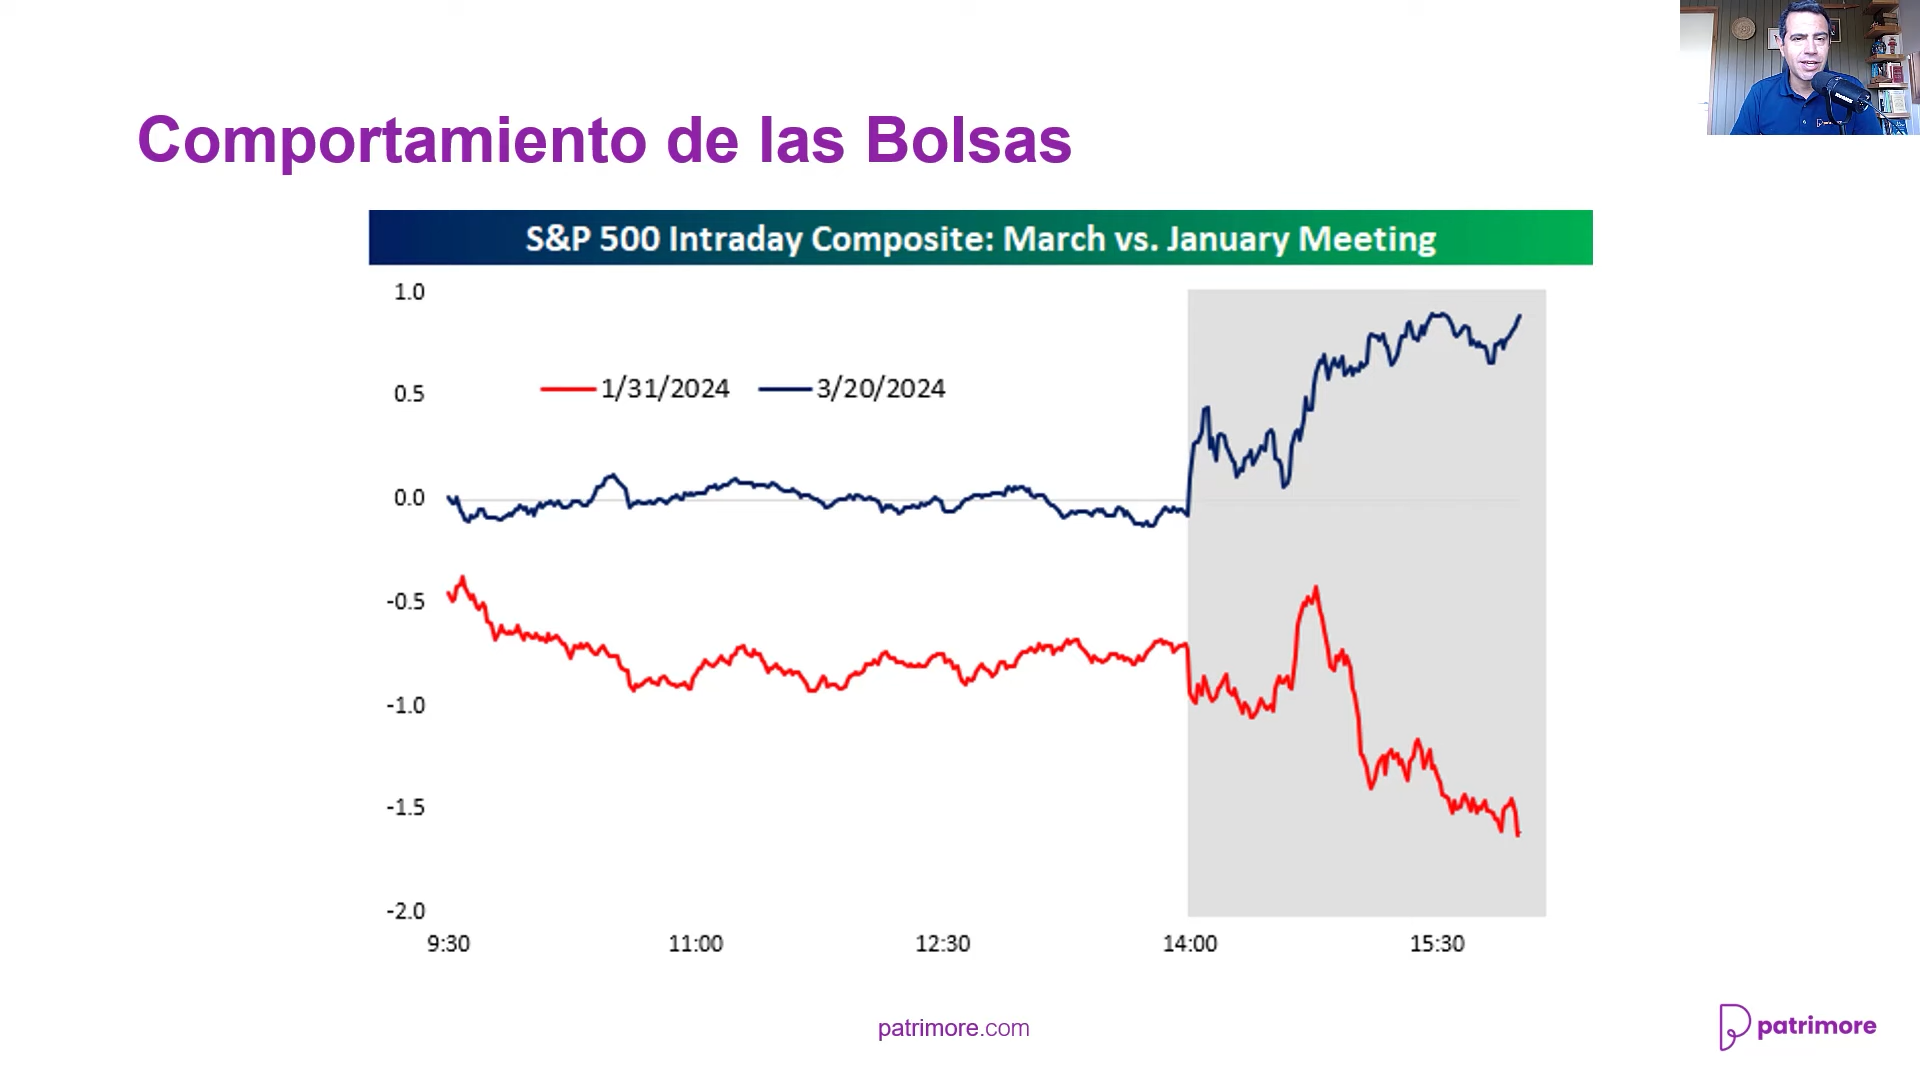 Comportamiento de las Bolsas
S&P 500 Intraday Composite: March vs. January Meeting
1.0
1/31/2024 3/20/2024
0.5
0.0
-0.5
-1.0
-1.5
-2.0
9:30 11:00 12:30 14:00 15:30
patrimore.com
patrimore